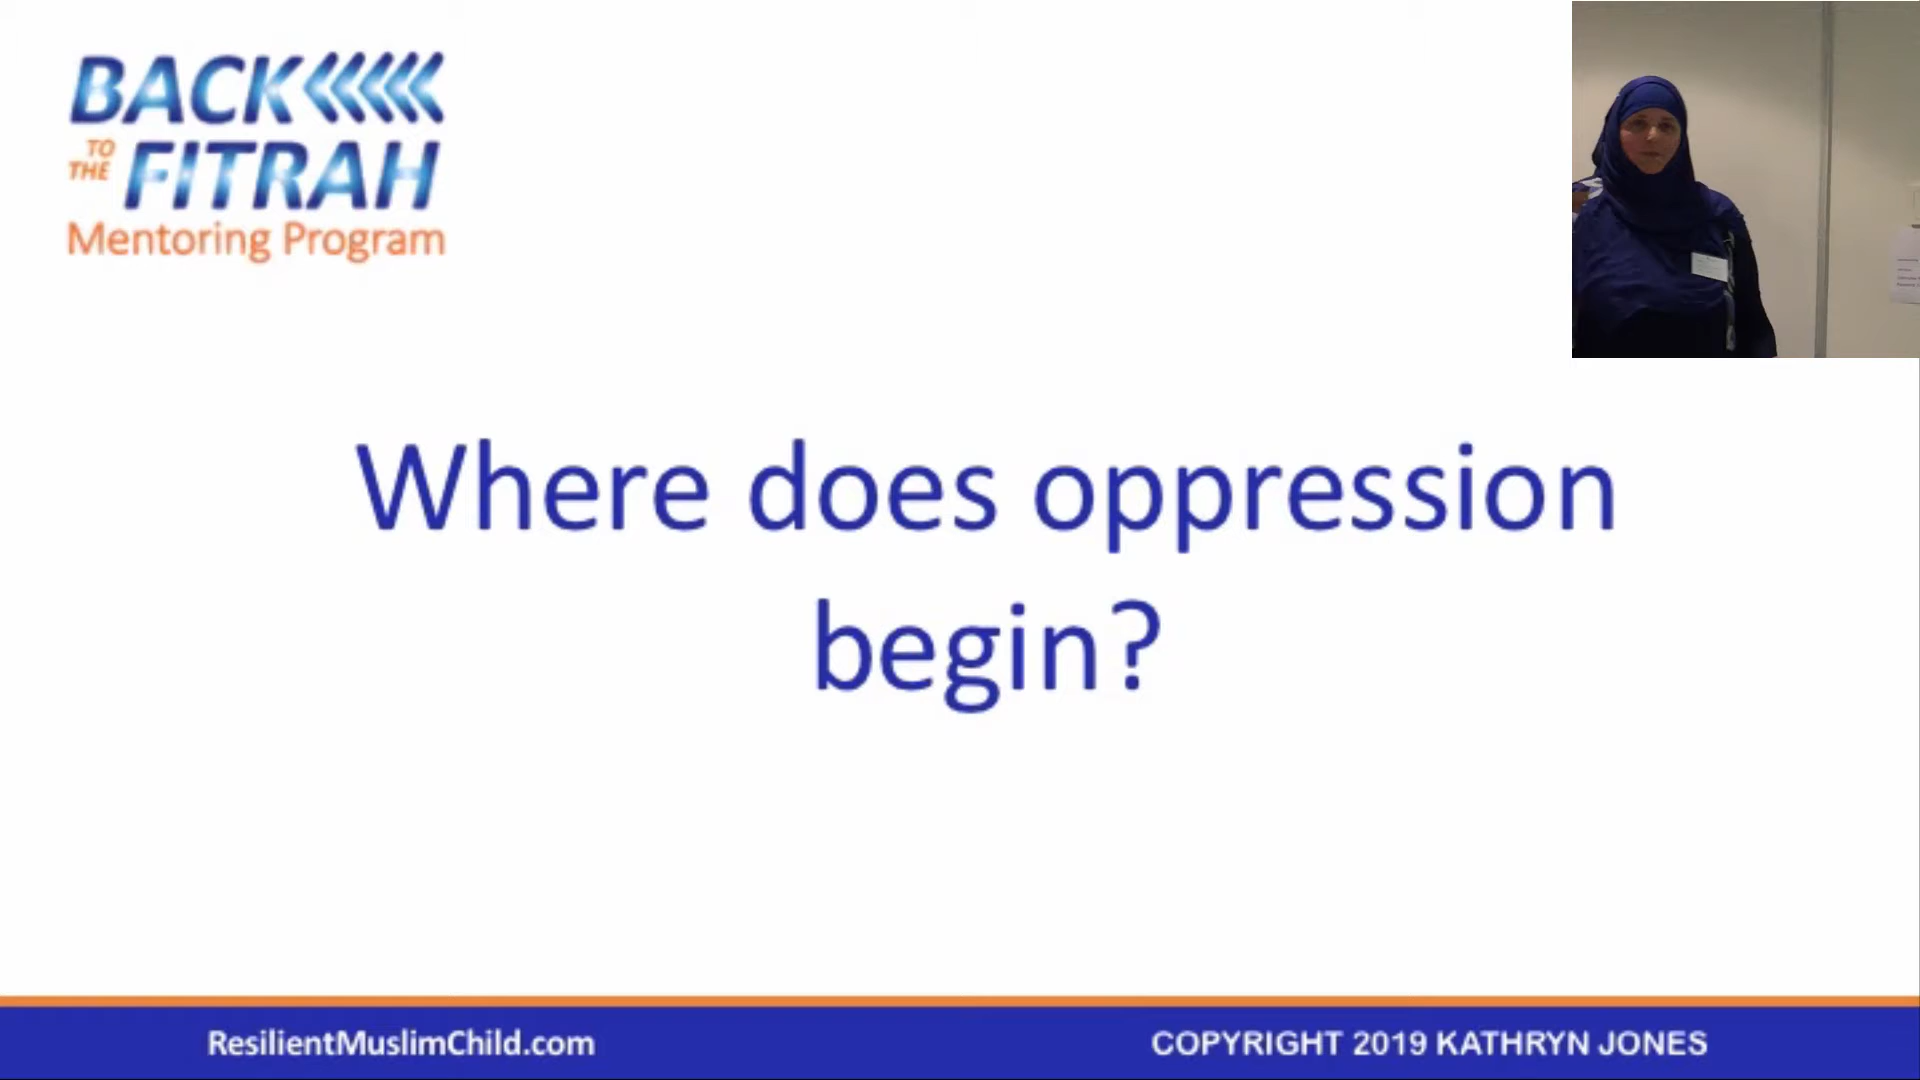 BACK
TO THE FITRAH
Mentoring Program
Where does oppression
begin?
ResilientMuslimChild.com
COPYRIGHT 2019 KATHRYN JONES